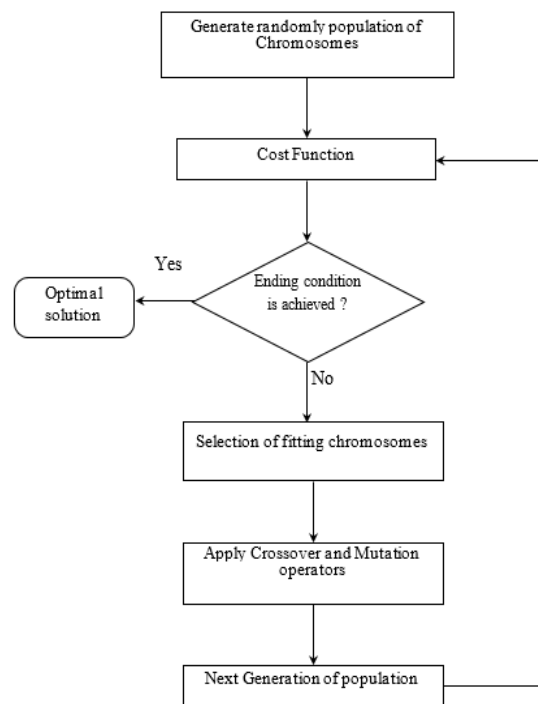 Generate randomly population of
Chromosomes
Cost Function
Yes
Ending condition
is achieved ?
Optimal
solution
No
Selection of fitting chromosomes
Apply Crossover and Mutation
operators
Next Generation of population